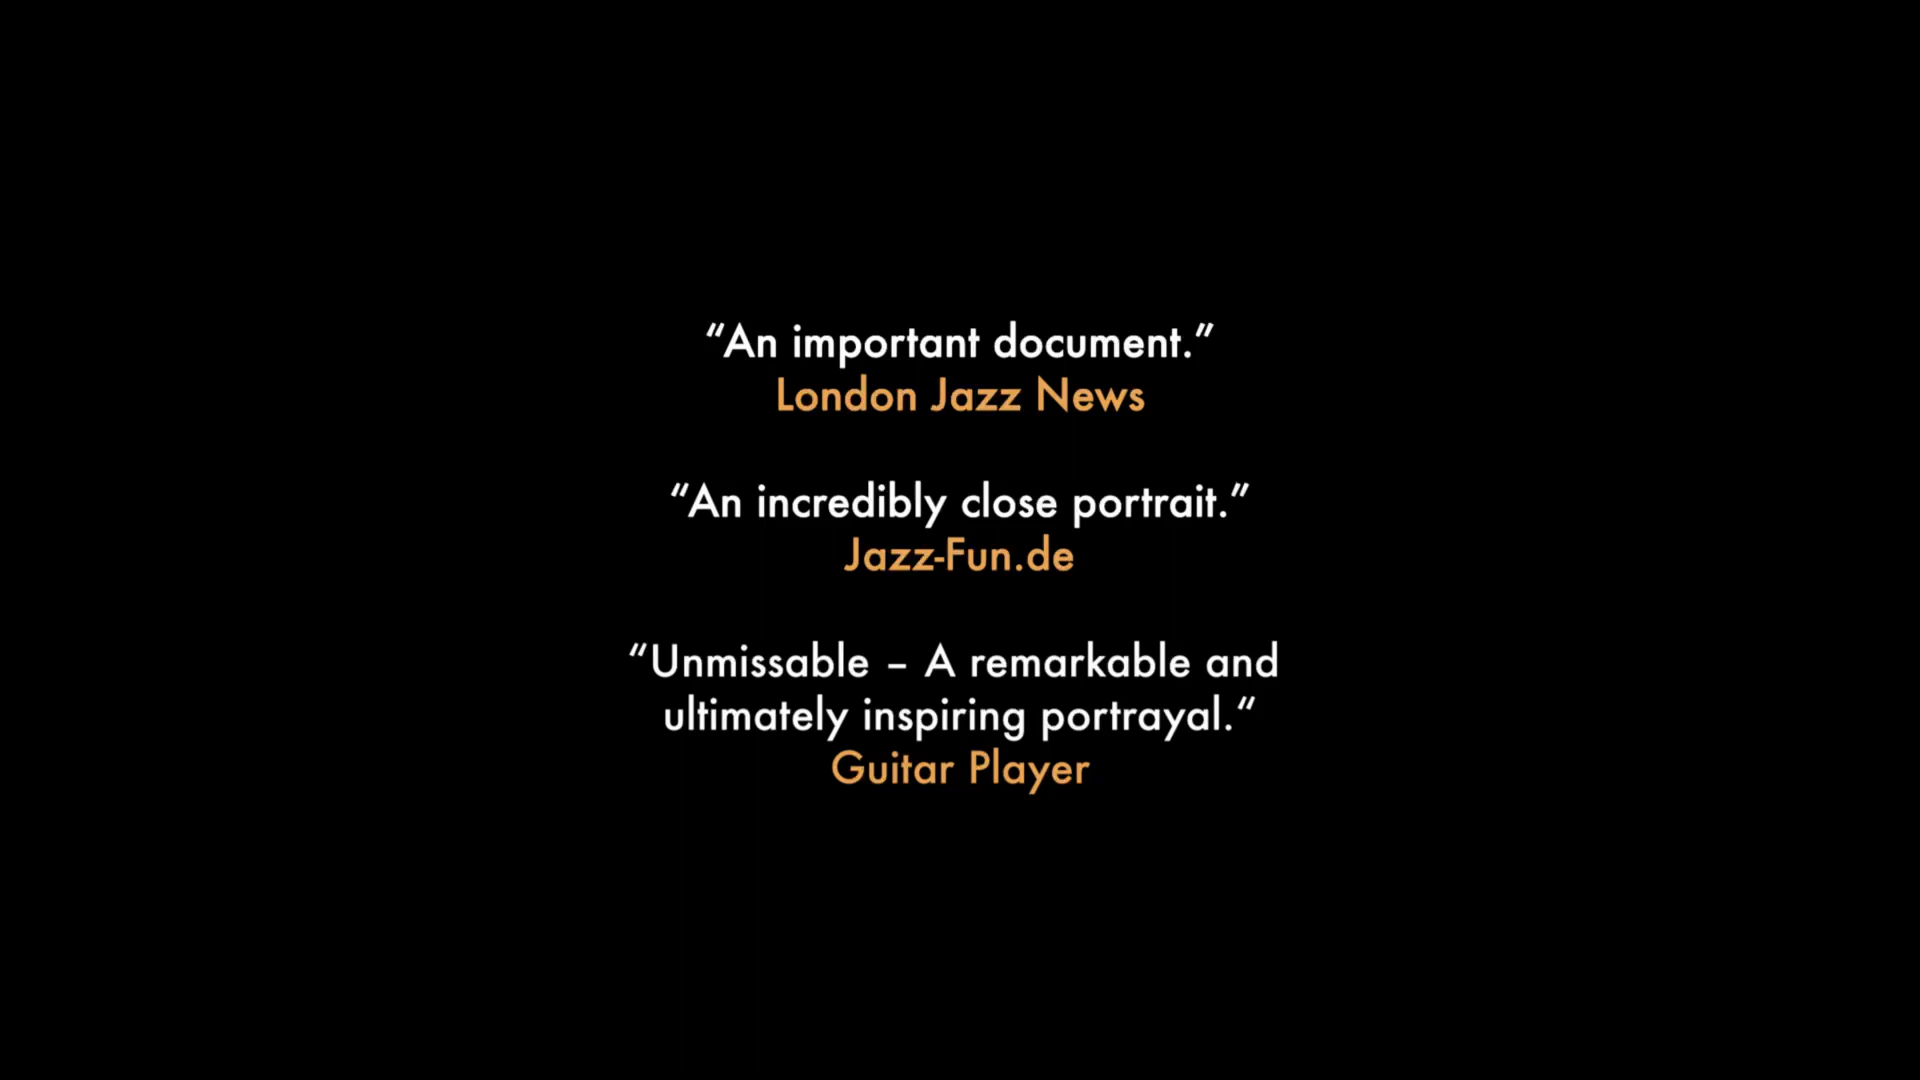 “An important document.”
London Jazz News
“An incredibly close portrait.”
Jazz-Fun.de
“Unmissable – A remarkable and
ultimately inspiring portrayal.“
Guitar Player